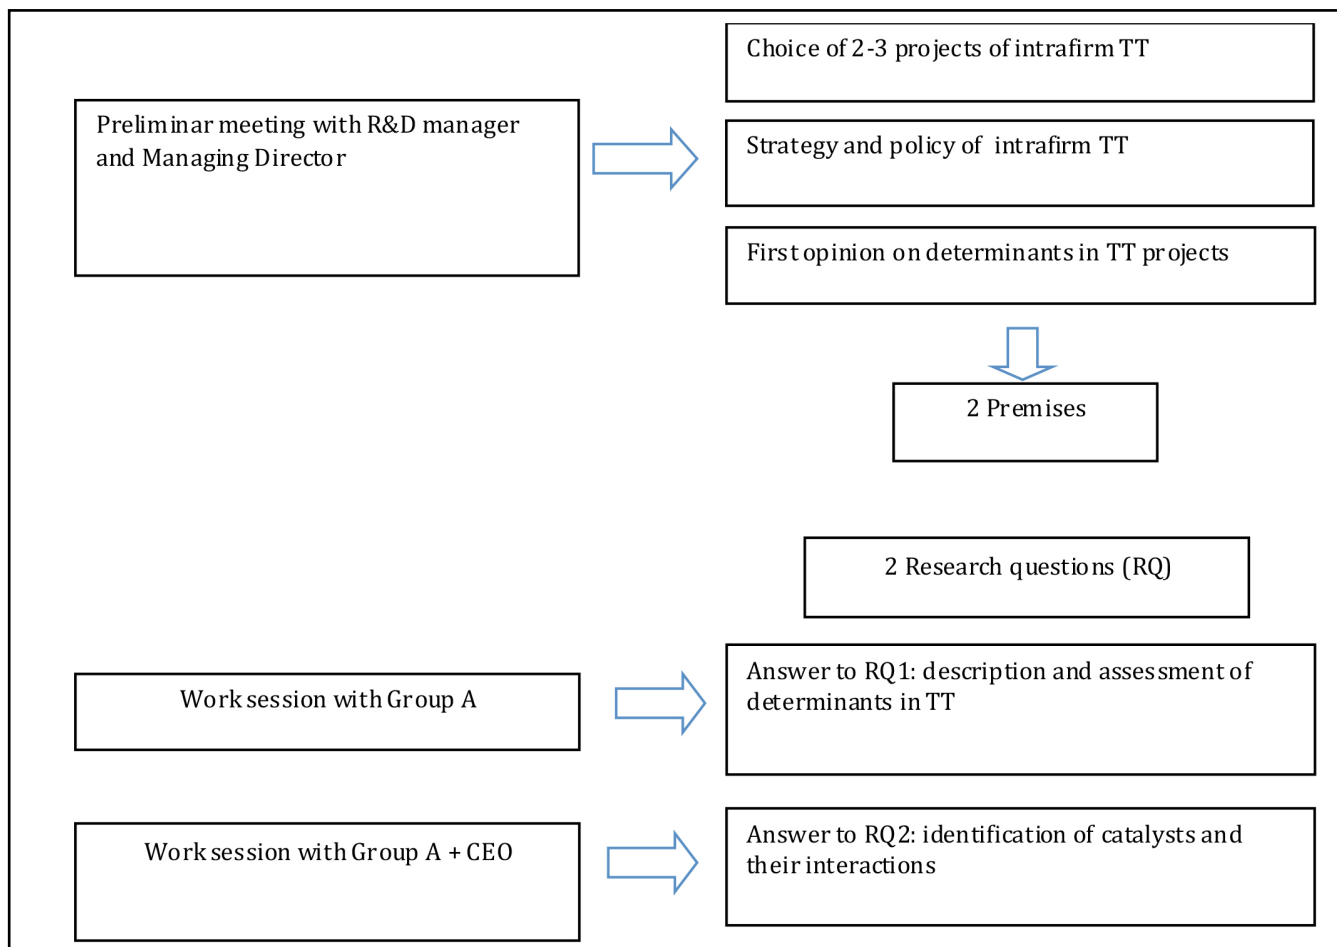 Choice of 2-3 projects of intrafirm TT
Preliminar meeting with R&D manager
and Managing Director
Strategy and policy of intrafirm TT
First opinion on determinants in TT projects
2 Premises
2 Research questions (RQ)
Work session with Group A
Answer to RQ1: description and assessment of
determinants in TT
Work session with Group A + CEO
Answer to RQ2: identification of catalysts and
their interactions